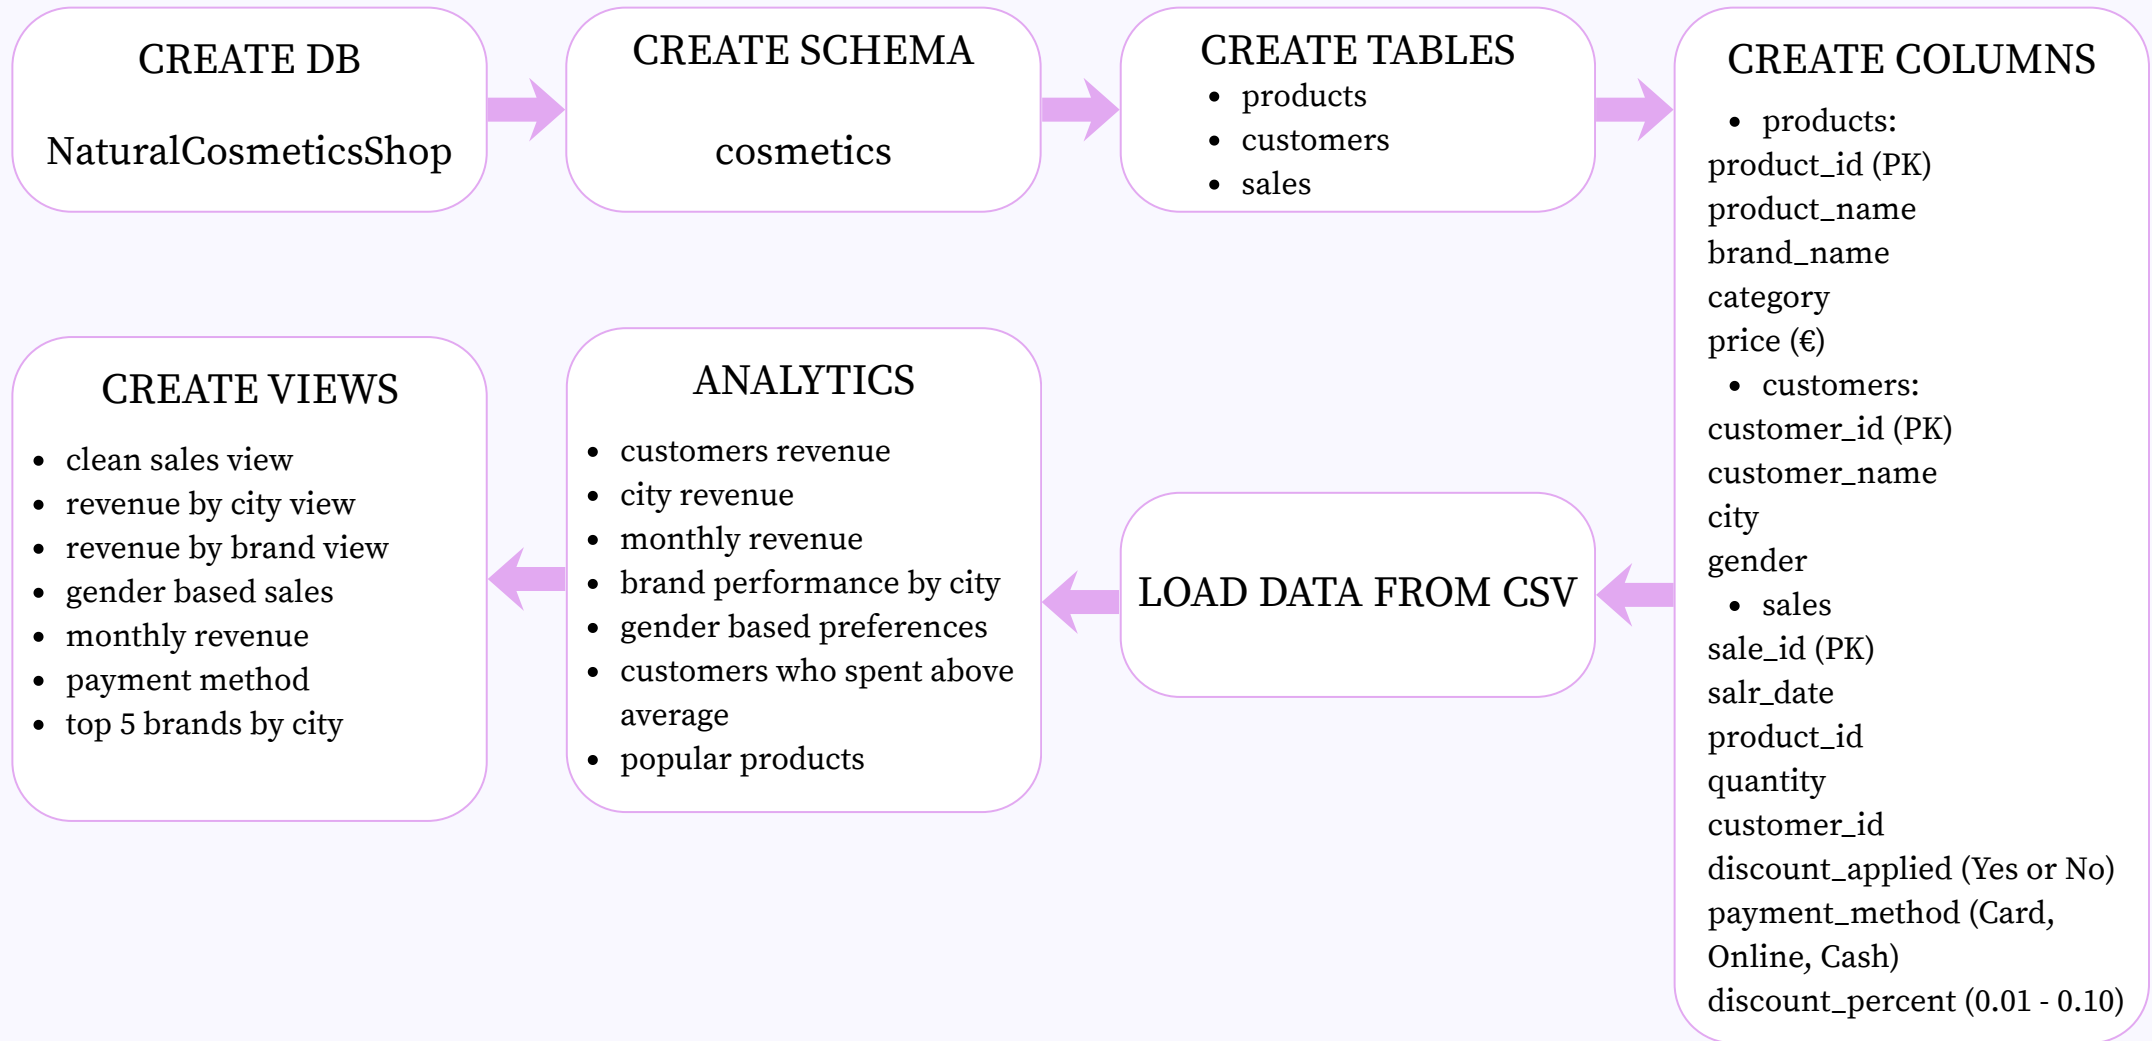 CREATE DB
NaturalCosmeticsShop
CREATE SCHEMA
cosmetics
CREATE TABLES
• products
• customers
• sales
CREATE COLUMNS
• products:
product_id (PK)
product_name
brand_name
category
price (€)
• customers:
customer_id (PK)
customer_name
city
gender
• sales
sale_id (PK)
salr_date
product_id
quantity
customer_id
discount_applied (Yes or No)
payment_method (Card,
Online, Cash)
discount_percent (0.01 - 0.10)
LOAD DATA FROM CSV
ANALYTICS
• customers revenue
• city revenue
• monthly revenue
• brand performance by city
• gender based preferences
• customers who spent above
average
• popular products
CREATE VIEWS
• clean sales view
• revenue by city view
• revenue by brand view
• gender based sales
• monthly revenue
• payment method
• top 5 brands by city